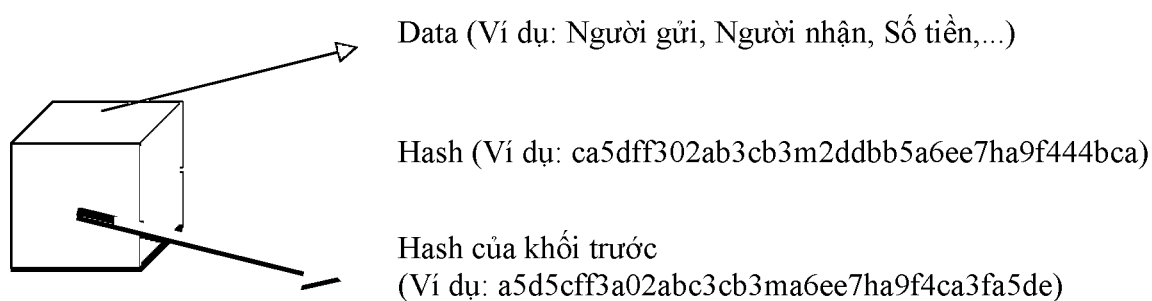 Data (Ví dụ: Người gửi, Người nhận, Số tiền,...)
Hash (Ví dụ: ca5dff302ab3cb3m2ddbb5a6ee7ha9f444bca)
Hash của khối trước
(Ví dụ: a5d5cff3a02abc3cb3ma6ee7ha9f4ca3fa5de)